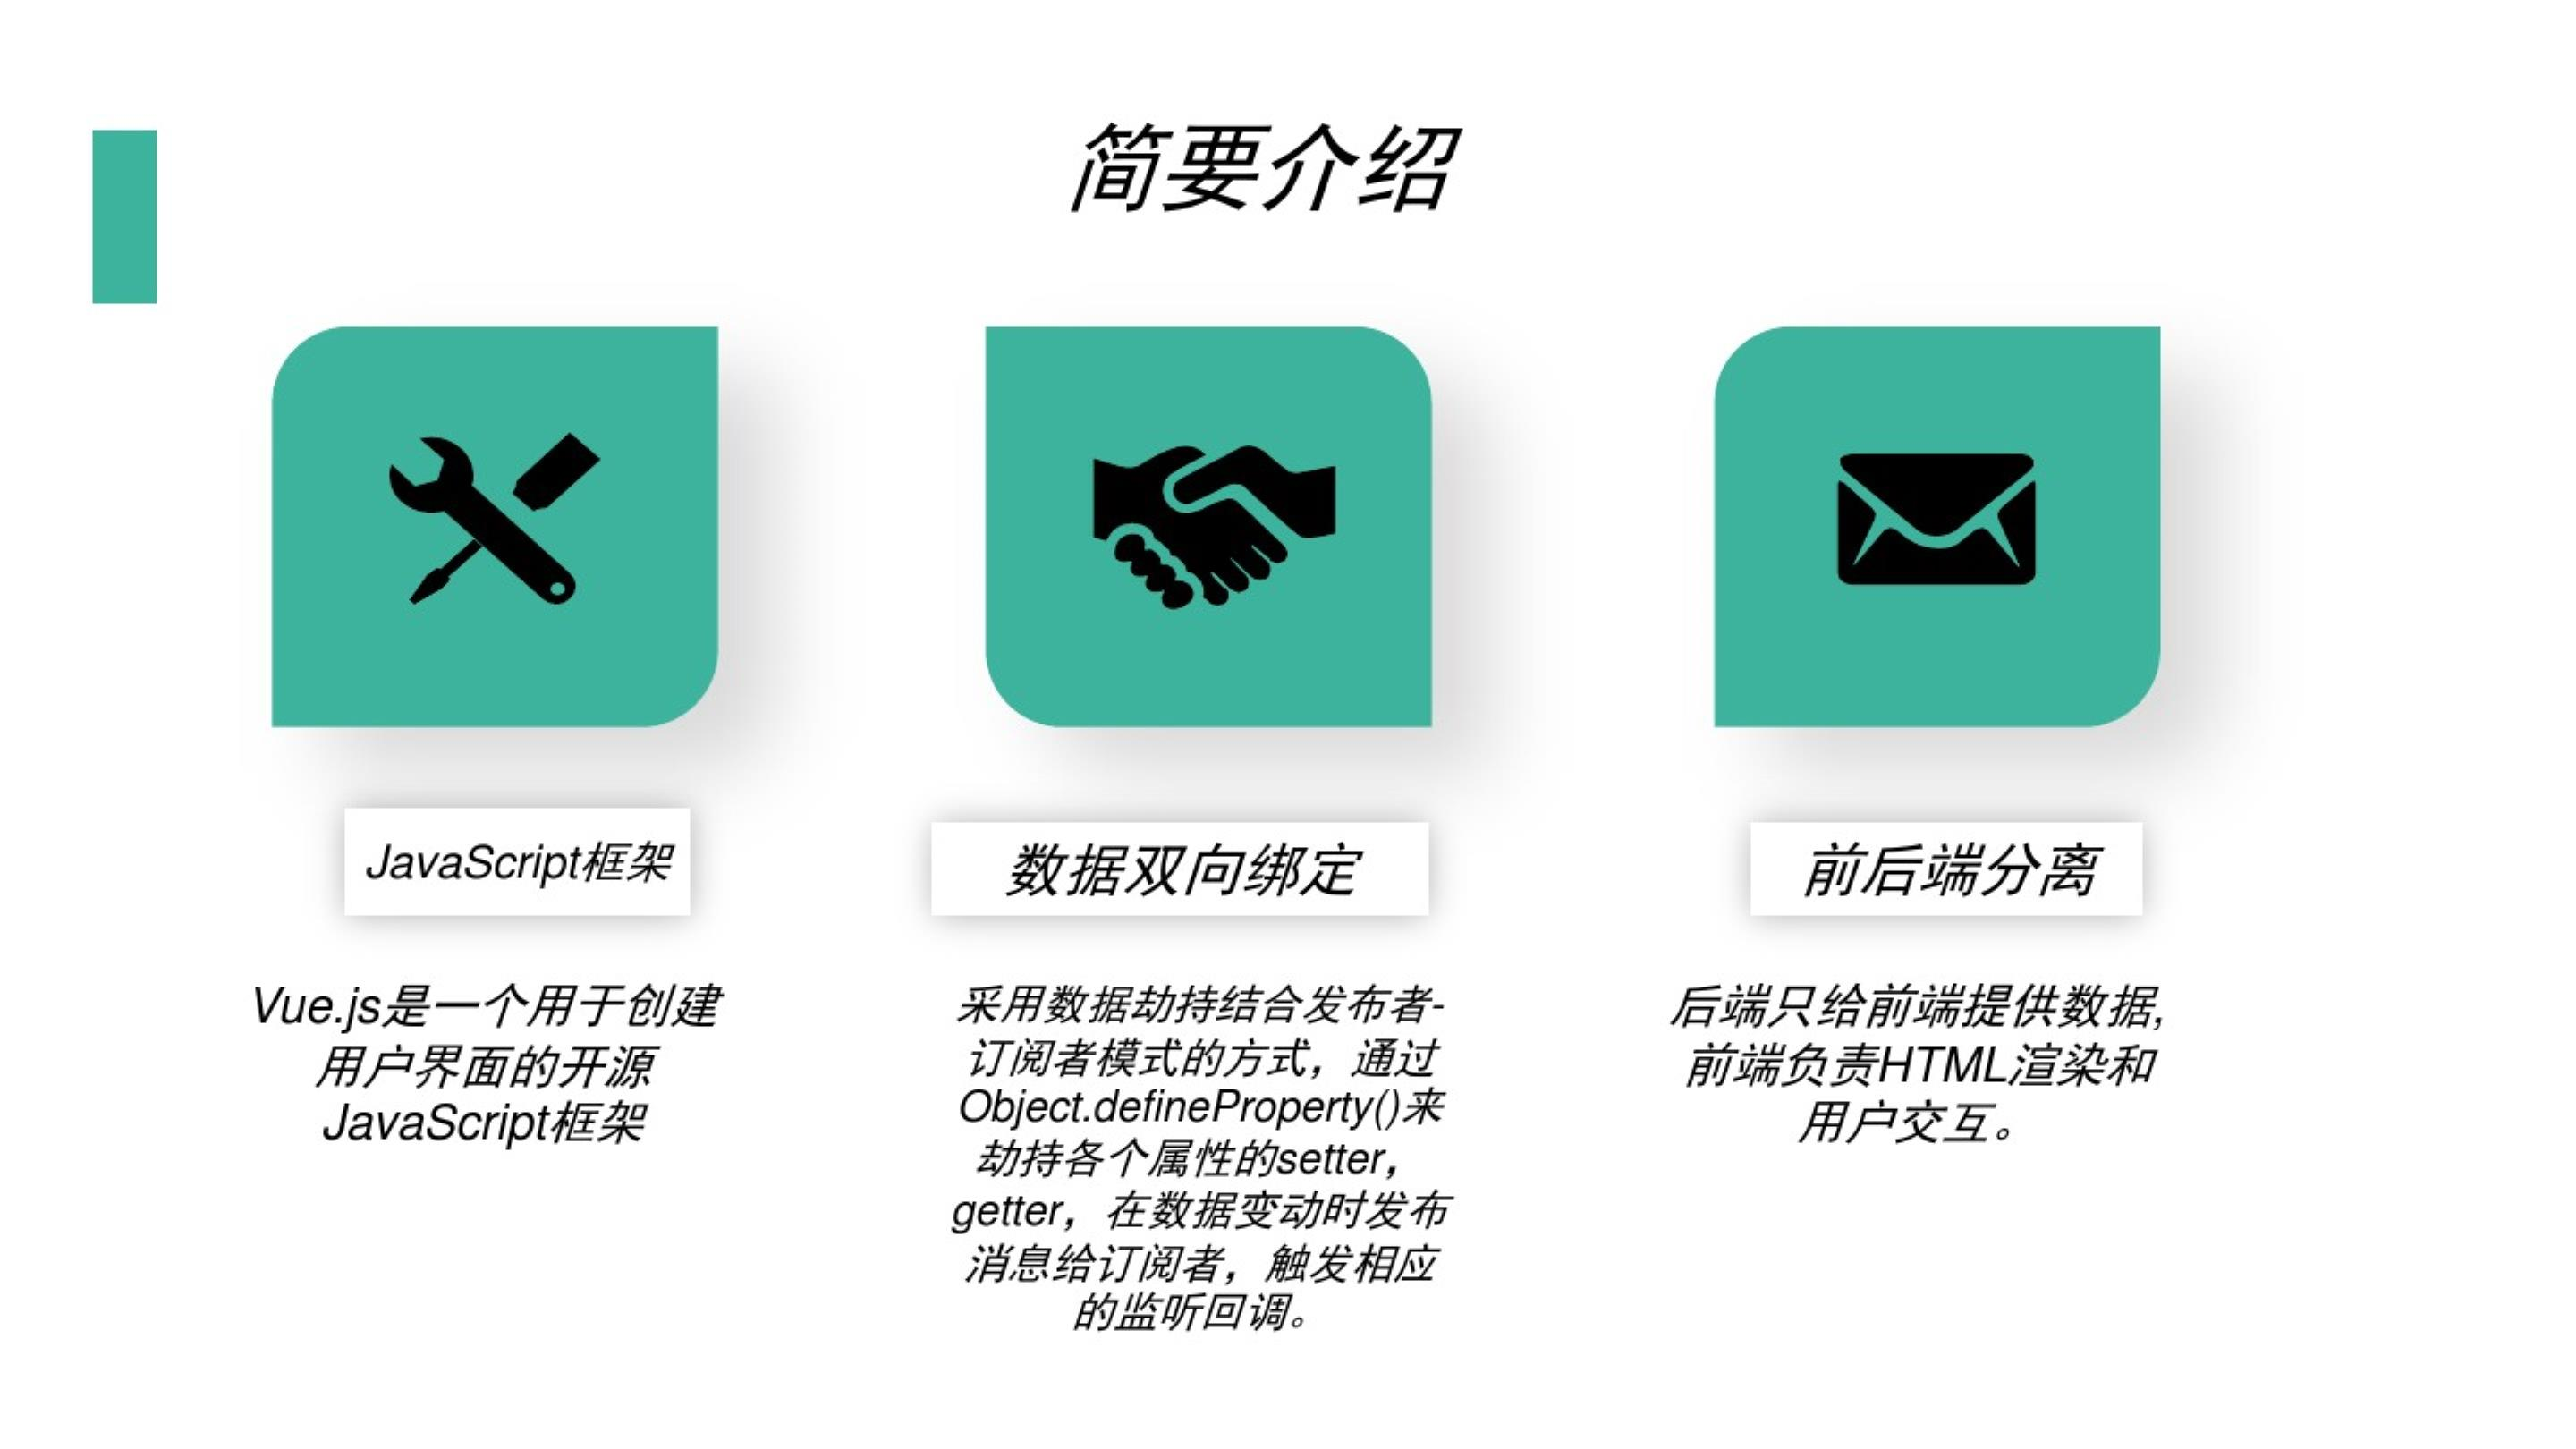 简要介绍
JavaScript框架
Vue.js是一个用于创建
用户界面的开源
JavaScript框架
数据双向绑定
采用数据劫持结合发布者-
订阅者模式的方式，通过
Object.defineProperty()来
劫持各个属性的setter，
getter，在数据变动时发布
消息给订阅者，触发相应
的监听回调。
前后端分离
后端只给前端提供数据,
前端负责HTML渲染和
用户交互。